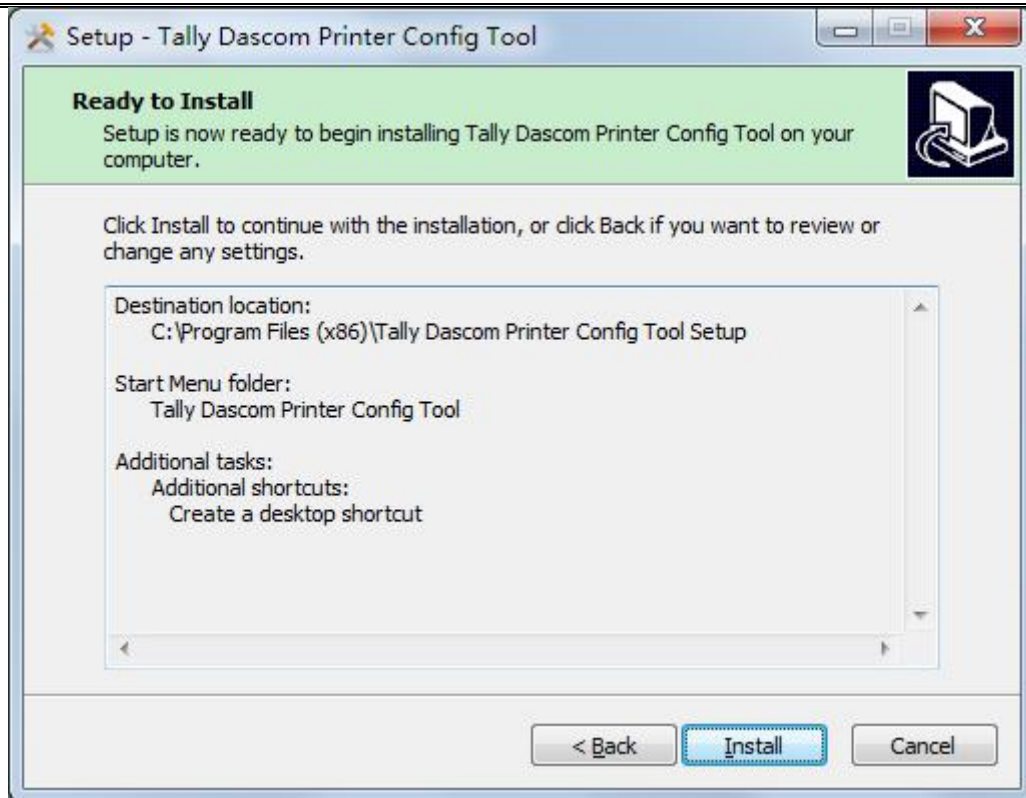 Setup - Tally Dascom Printer Config Tool
Ready to Install
Setup is now ready to begin installing Tally Dascom Printer Config Tool on your
computer.
Click Install to continue with the installation, or click Back if you want to review or
change any settings.
Destination location:
C:\Program Files (x86)\Tally Dascom Printer Config Tool Setup
Start Menu folder:
Tally Dascom Printer Config Tool
Additional tasks:
Additional shortcuts:
Create a desktop shortcut
< Back
Install
Cancel